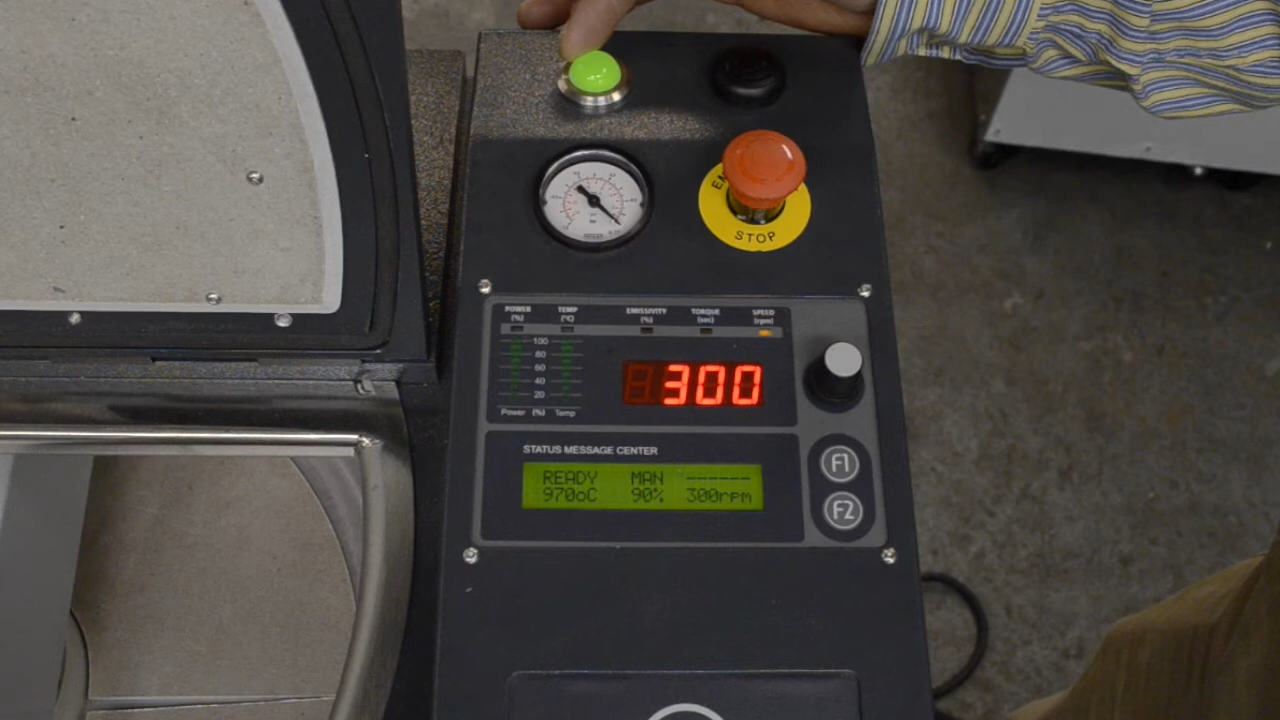 STOP
POWER (%)
TEMP (°C)
EMISSIVITY (%)
TORQUE (sec)
SPEED (rpm)
100
80
60
40
20
Power (%) Temp
300
STATUS MESSAGE CENTER
READY MAN ------
970oC 90% 300rpm
F1
F2